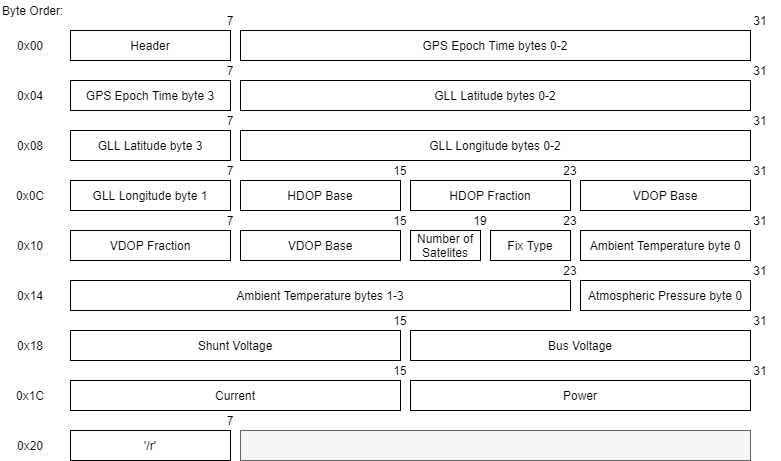 Byte Order:
7 31
0x00 Header GPS Epoch Time bytes 0-2
7 31
0x04 GPS Epoch Time byte 3 GLL Latitude bytes 0-2
7 31
0x08 GLL Latitude byte 3 GLL Longitude bytes 0-2
7 15 23 31
0x0C GLL Longitude byte 1 HDOP Base HDOP Fraction VDOP Base
7 15 19 23 31
0x10 VDOP Fraction VDOP Base Number of Satelites Fix Type Ambient Temperature byte 0
23 31
0x14 Ambient Temperature bytes 1-3 Atmospheric Pressure byte 0
15 31
0x18 Shunt Voltage Bus Voltage
15 31
0x1C Current Power
7
0x20 '/r'